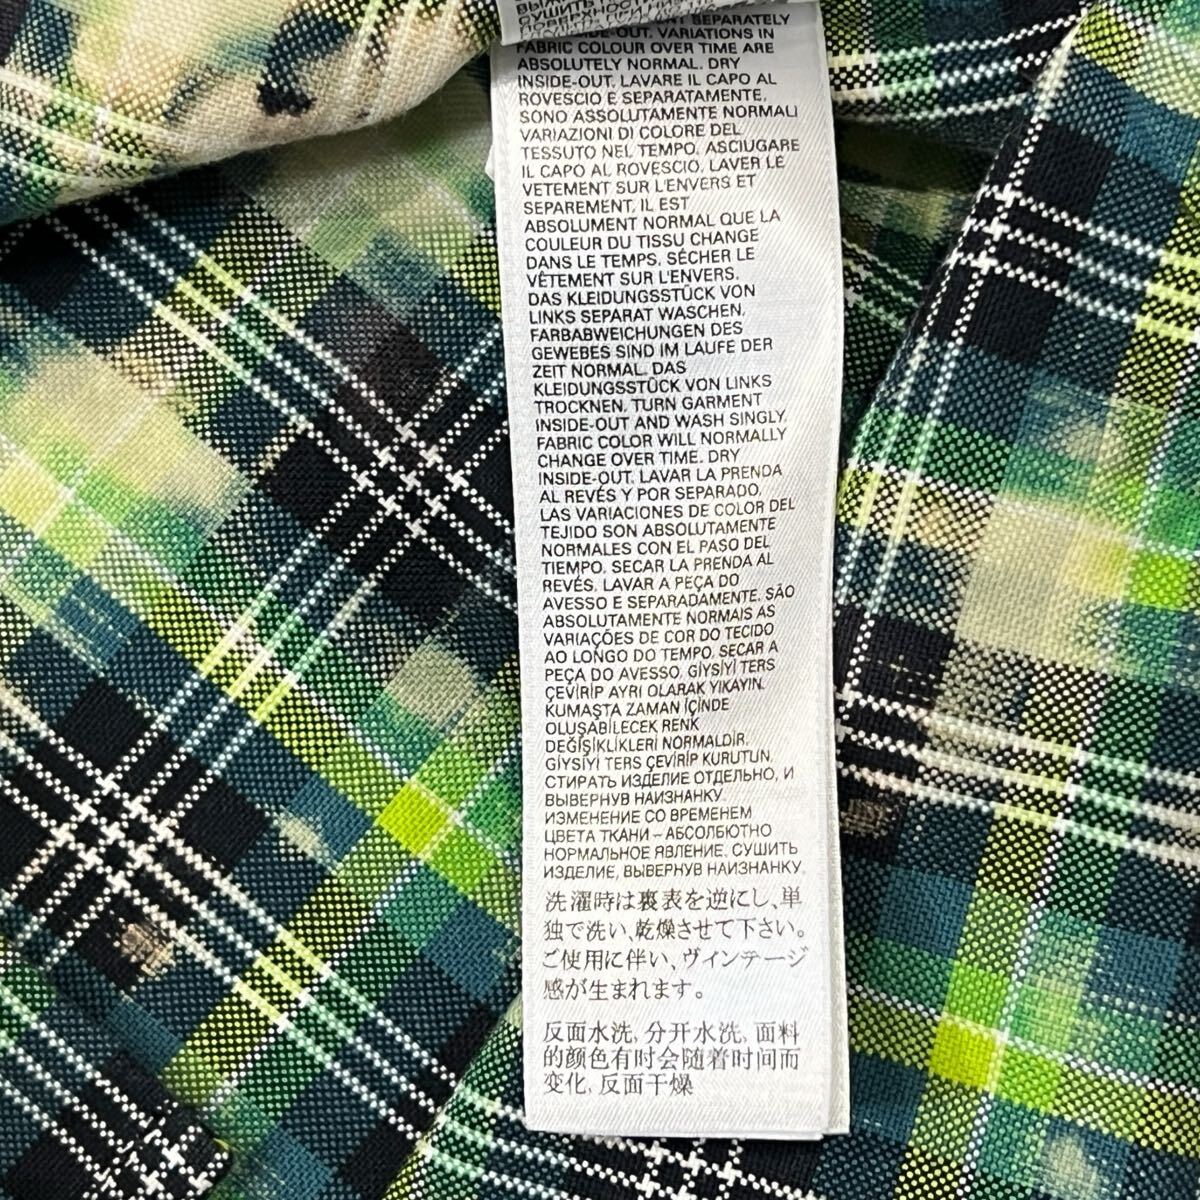 SEPARATELY
OUT. VARIATIONS IN
FABRIC COLOUR OVER TIME ARE
ABSOLUTELY NORMAL. DRY
INSIDE-OUT. LAVARE IL CAPO AL
ROVESCIO E SEPARATAMENTE.
SONO ASSOLUTAMENTE NORMALI
VARIAZIONI DI COLORE DEL
TESSUTO NEL TEMPO. ASCIUGARE
IL CAPO AL ROVESCIO. LAVER LE
VETEMENT SUR L'ENVERS ET
SEPAREMENT. IL EST
ABSOLUMENT NORMAL QUE LA
COULEUR DU TISSU CHANGE
DANS LE TEMPS. SÉCHER LE
VÊTEMENT SUR L'ENVERS.
DAS KLEIDUNGSSTÜCK VON
LINKS SEPARAT WASCHEN.
FARBABWEICHUNGEN DES
GEWEBES SIND IM LAUFE DER
ZEIT NORMAL. DAS
KLEIDUNGSSTÜCK VON LINKS
TROCKNEN. TURN GARMENT
INSIDE-OUT AND WASH SINGLY.
FABRIC COLOR WILL NORMALLY
CHANGE OVER TIME. DRY
INSIDE-OUT. LAVAR LA PRENDA
AL REVÉS Y POR SEPARADO.
LAS VARIACIONES DE COLOR DEL
TEJIDO SON ABSOLUTAMENTE
NORMALES CON EL PASO DEL
TIEMPO. SECAR LA PRENDA AL
REVÉS. LAVAR A PEÇA DO
AVESSO E SEPARADAMENTE. SÃO
ABSOLUTAMENTE NORMAIS AS
VARIAÇÕES DE COR DO TECIDO
AO LONGO DO TEMPO. SECAR A
PEÇA DO AVESSO. GİYSİYİ TERS
ÇEVİRİP AYRI OLARAK YIKAYIN.
KUMAŞTA ZAMAN İÇİNDE
OLUŞABİLECEK RENK
DEĞİŞİKLİKLERİ NORMALDİR.
GİYSİYİ TERS ÇEVİRİP KURUTUN.
СТИРАТЬ ИЗДЕЛИЕ ОТДЕЛЬНО, И
ВЫВЕРНУВ НАИЗНАНКУ.
ИЗМЕНЕНИЕ СО ВРЕМЕНЕМ
ЦВЕТА ТКАНИ – АБСОЛЮТНО
НОРМАЛЬНОЕ ЯВЛЕНИЕ. СУШИТЬ
ИЗДЕЛИЕ, ВЫВЕРНУВ НАИЗНАНКУ.
洗濯時は裏表を逆にし、単
独で洗い、乾燥させて下さい。
ご使用に伴い、ヴィンテージ
感が生まれます。
反面水洗, 分开水洗, 面料
的颜色有时会随着时间而
变化, 反面干燥